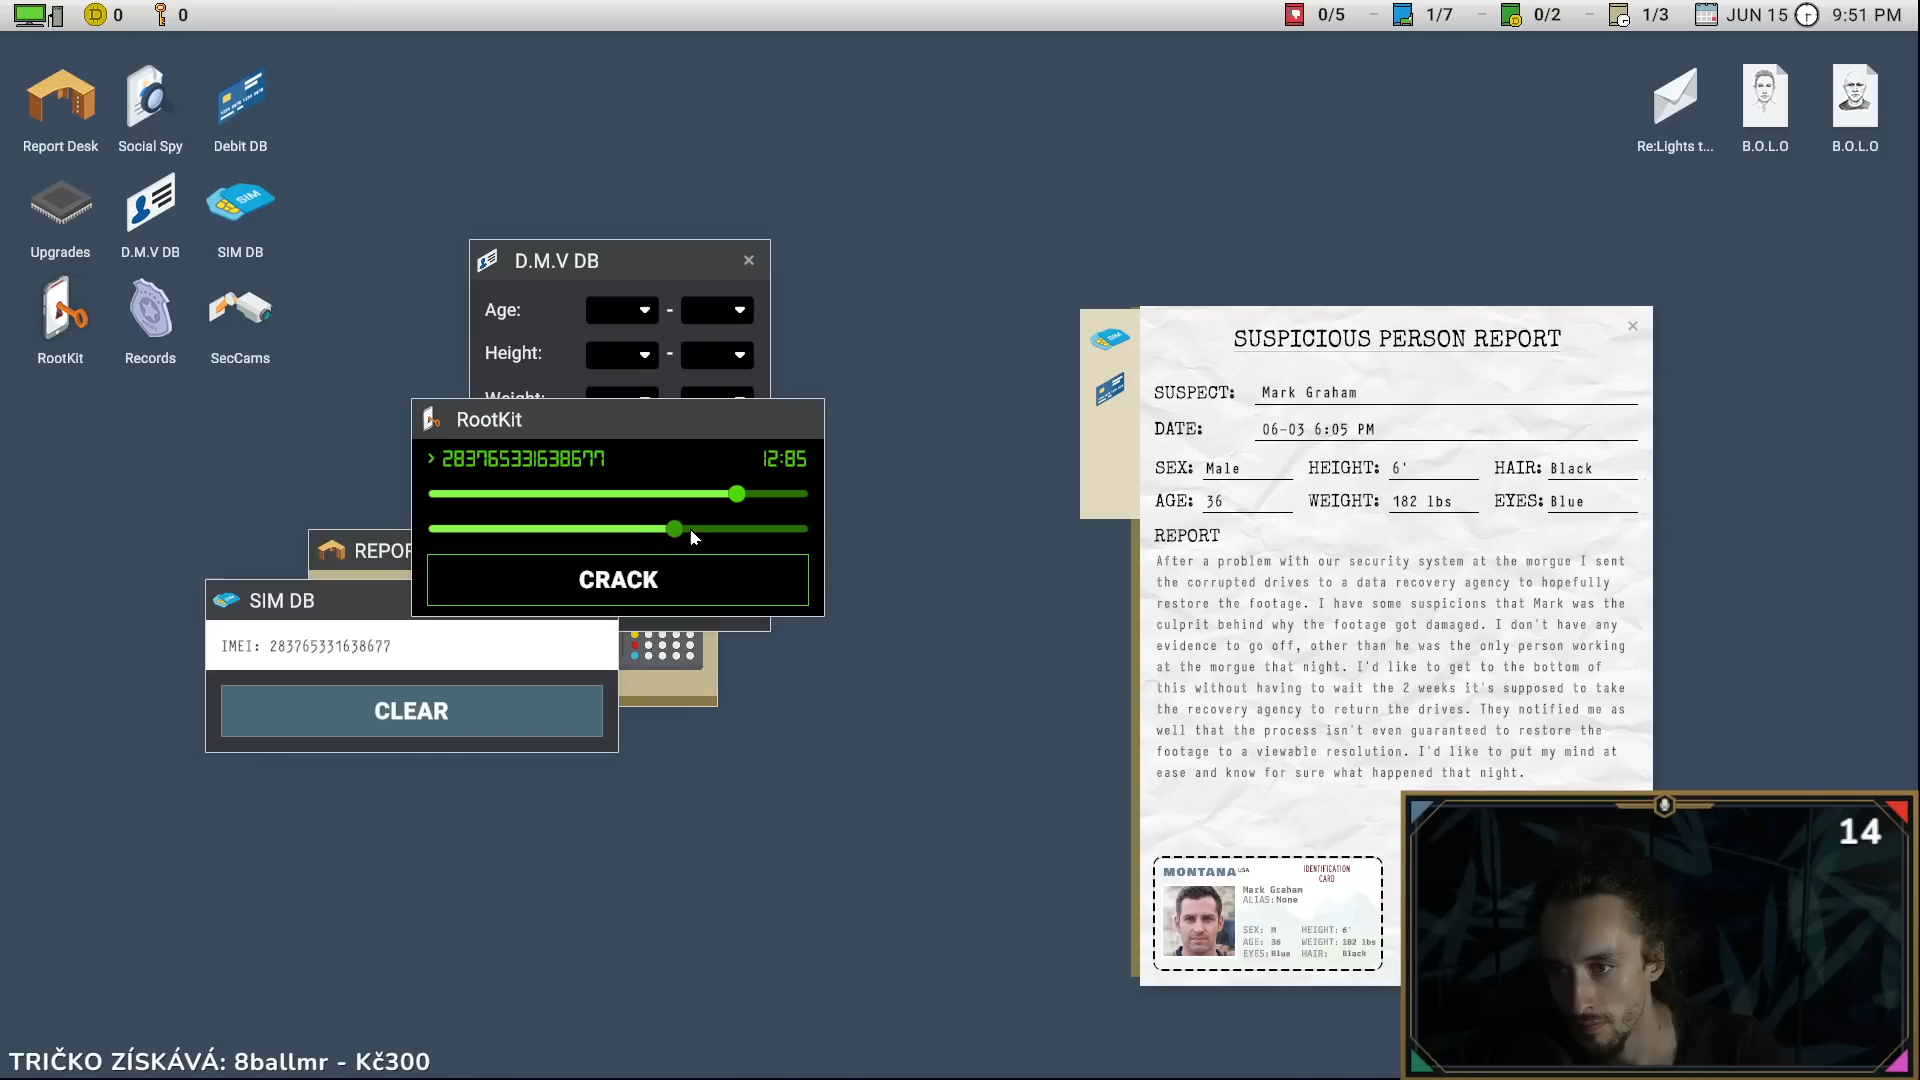 0
0
0/5
1/7
0/2
1/3
JUN 15
9:51 PM
Report Desk
Social Spy
Debit DB
Re:Lights t...
B.O.L.O
B.O.L.O
Upgrades
D.M.V DB
SIM DB
RootKit
Records
SecCams
D.M.V DB
Age:
Height:
RootKit
> 283765331638677
12:85
CRACK
REPOR
SIM DB
IMEI: 283765331638677
CLEAR
SUSPICIOUS PERSON REPORT
SUSPECT: Mark Graham
DATE: 06-03 6:05 PM
SEX: Male HEIGHT: 6' HAIR: Black
AGE: 36 WEIGHT: 182 lbs EYES: Blue
REPORT
After a problem with our security system at the morgue I sent
the corrupted drives to a data recovery agency to hopefully
restore the footage. I have some suspicions that Mark was the
culprit behind why the footage got damaged. I don't have any
evidence to go off, other than he was the only person working
at the morgue that night. I'd like to get to the bottom of
this without having to wait the 2 weeks it's supposed to take
the recovery agency to return the drives. They notified me as
well that the process isn't even guaranteed to restore the
footage to a viewable resolution. I'd like to put my mind at
ease and know for sure what happened that night.
MONTANA USA
IDENTIFICATION
CARD
Mark Graham
ALIAS: None
SEX: M HEIGHT: 6'
AGE: 36 WEIGHT: 182 lbs
EYES: Blue HAIR: Black
14
TRIČKO ZÍSKÁVÁ: 8ballmr - Kč300